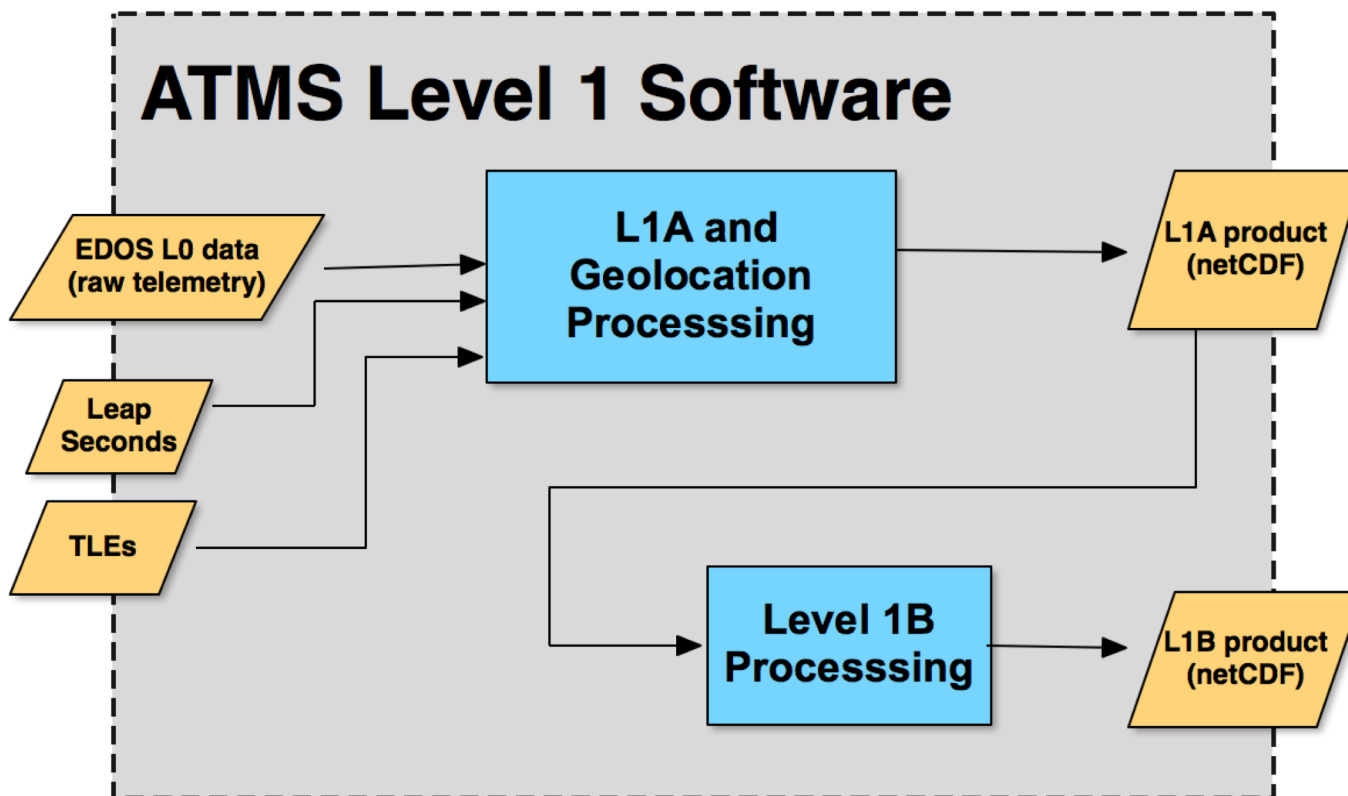 ATMS Level 1 Software
EDOS L0 data
(raw telemetry)
L1A and
Geolocation
Processsing
L1A product
(netCDF)
Leap
Seconds
TLEs
Level 1B
Processsing
L1B product
(netCDF)